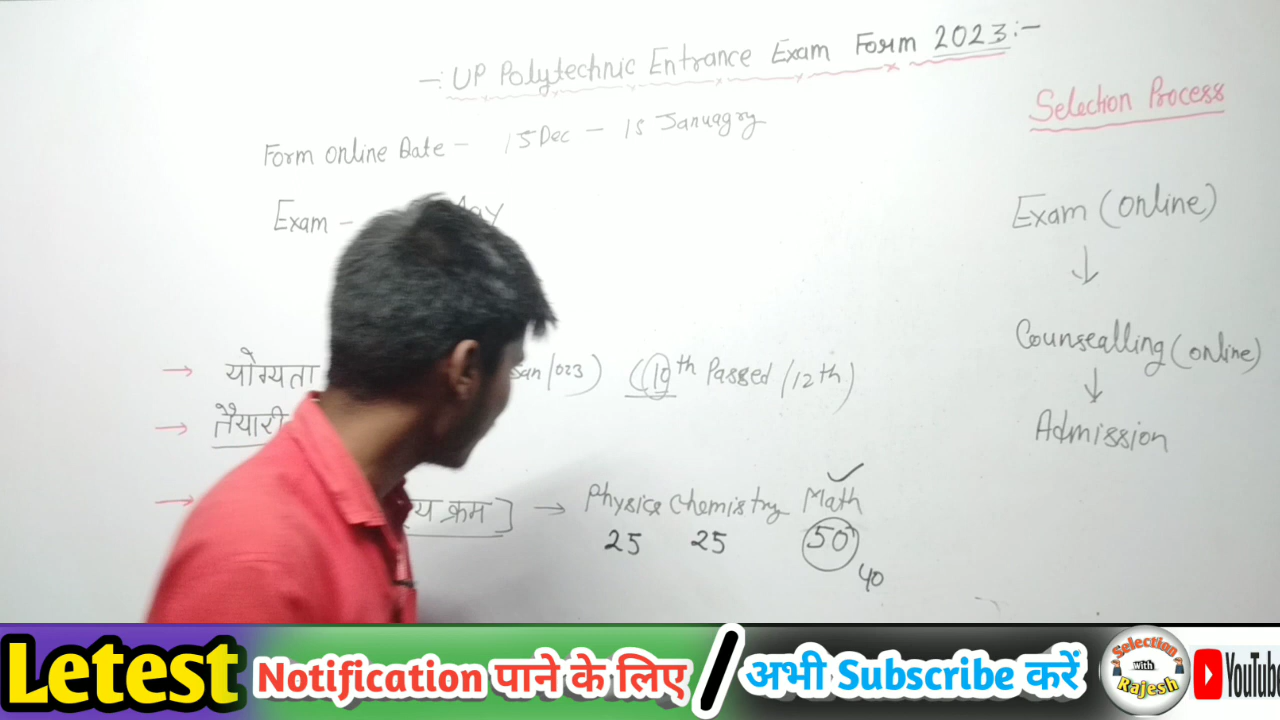 -: UP Polytechnic Entrance Exam Form 2023:-
Selection Process
Form online Date - 15 Dec - 15 Januagry
Exam - May
Exam (online)
↓
Counsealling (online)
↓
Admission
→ योग्यता San/023) (10th Passed /12th)
→ तैयारी
→ क्रम] → Physics Chemistry Math ✓
25 25 50
40
Letest Notification पाने के लिए / अभी Subscribe करें
Selection with Rajesh
YouTube